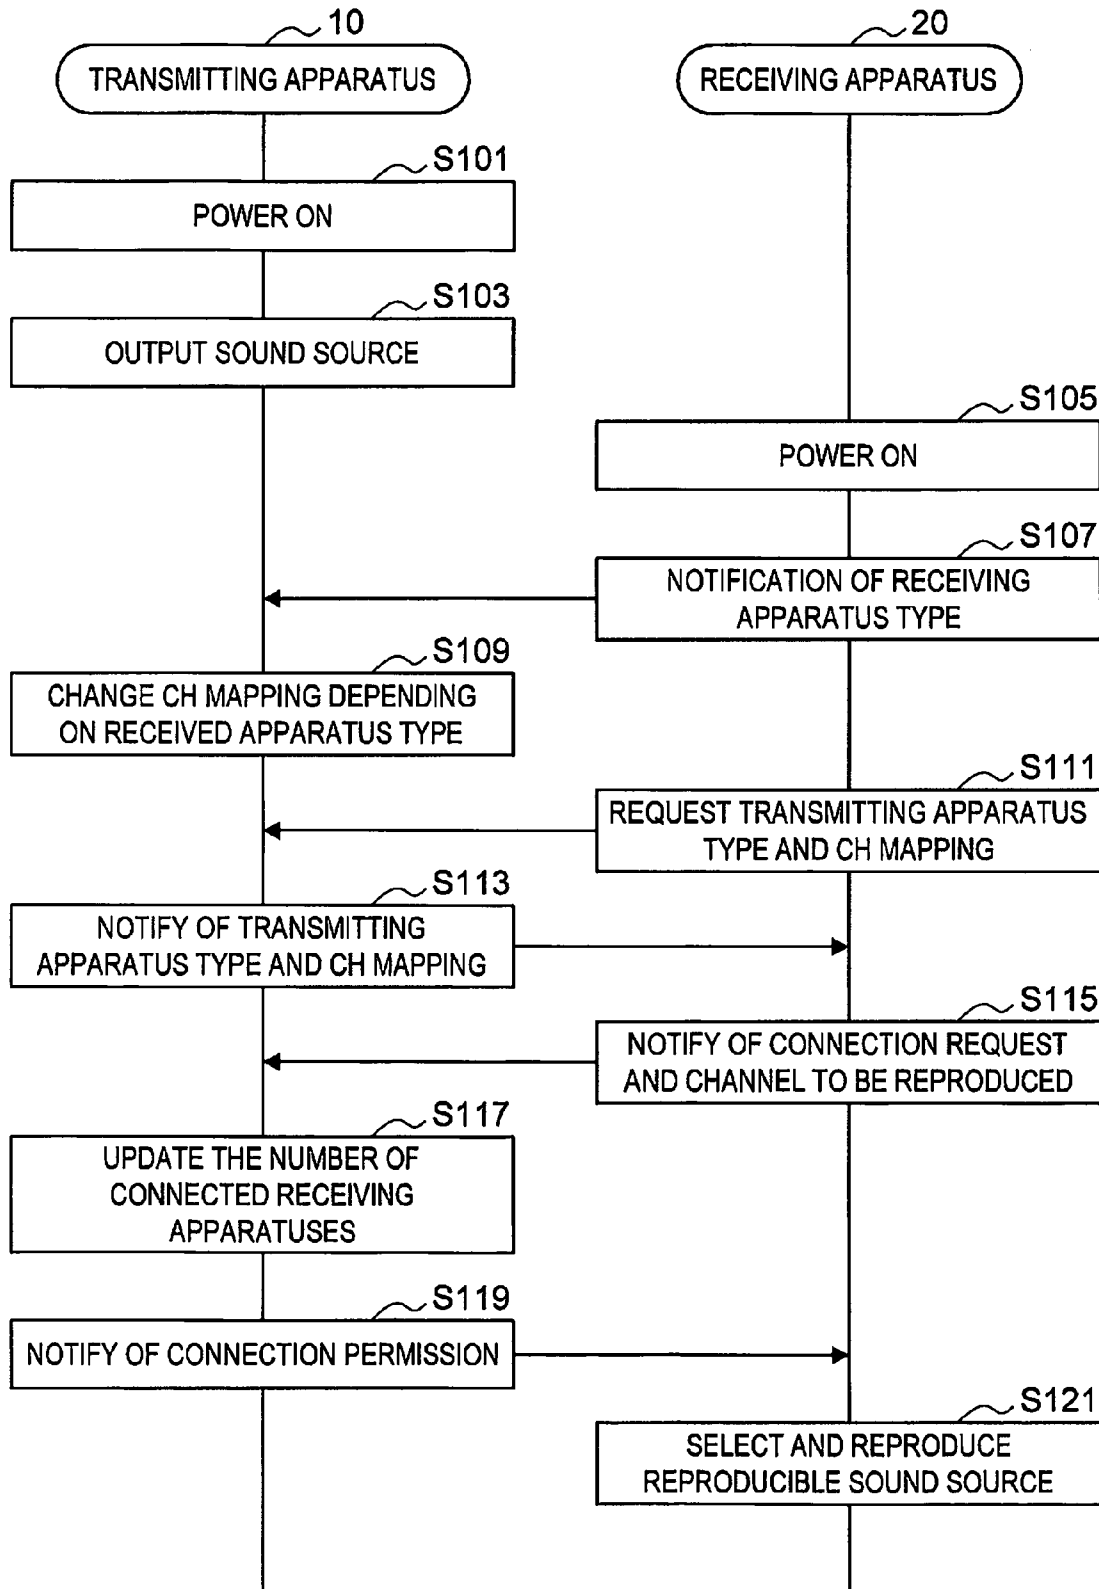 10
TRANSMITTING APPARATUS
20
RECEIVING APPARATUS
S101
POWER ON
S103
OUTPUT SOUND SOURCE
S105
POWER ON
S107
NOTIFICATION OF RECEIVING
APPARATUS TYPE
S109
CHANGE CH MAPPING DEPENDING
ON RECEIVED APPARATUS TYPE
S111
REQUEST TRANSMITTING APPARATUS
TYPE AND CH MAPPING
S113
NOTIFY OF TRANSMITTING
APPARATUS TYPE AND CH MAPPING
S115
NOTIFY OF CONNECTION REQUEST
AND CHANNEL TO BE REPRODUCED
S117
UPDATE THE NUMBER OF
CONNECTED RECEIVING
APPARATUSES
S119
NOTIFY OF CONNECTION PERMISSION
S121
SELECT AND REPRODUCE
REPRODUCIBLE SOUND SOURCE